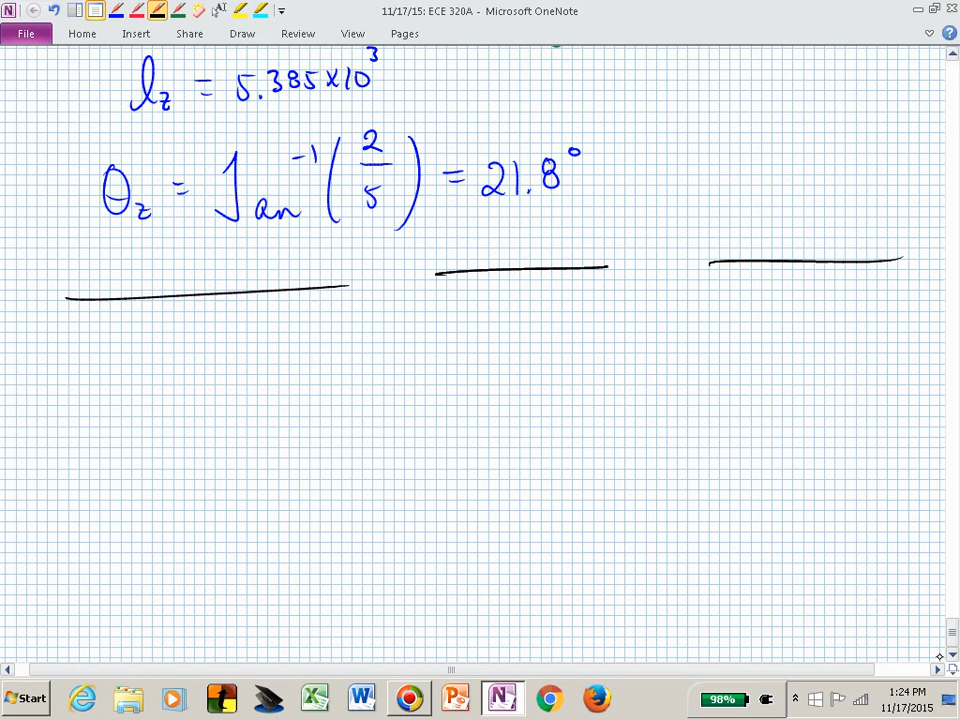 11/17/15: ECE 320A - Microsoft OneNote
File Home Insert Share Draw Review View Pages
l_z = 5.385×10^3
θ_z = Tan^-1 (2/5) = 21.8°
Start
98%
1:24 PM
11/17/2015